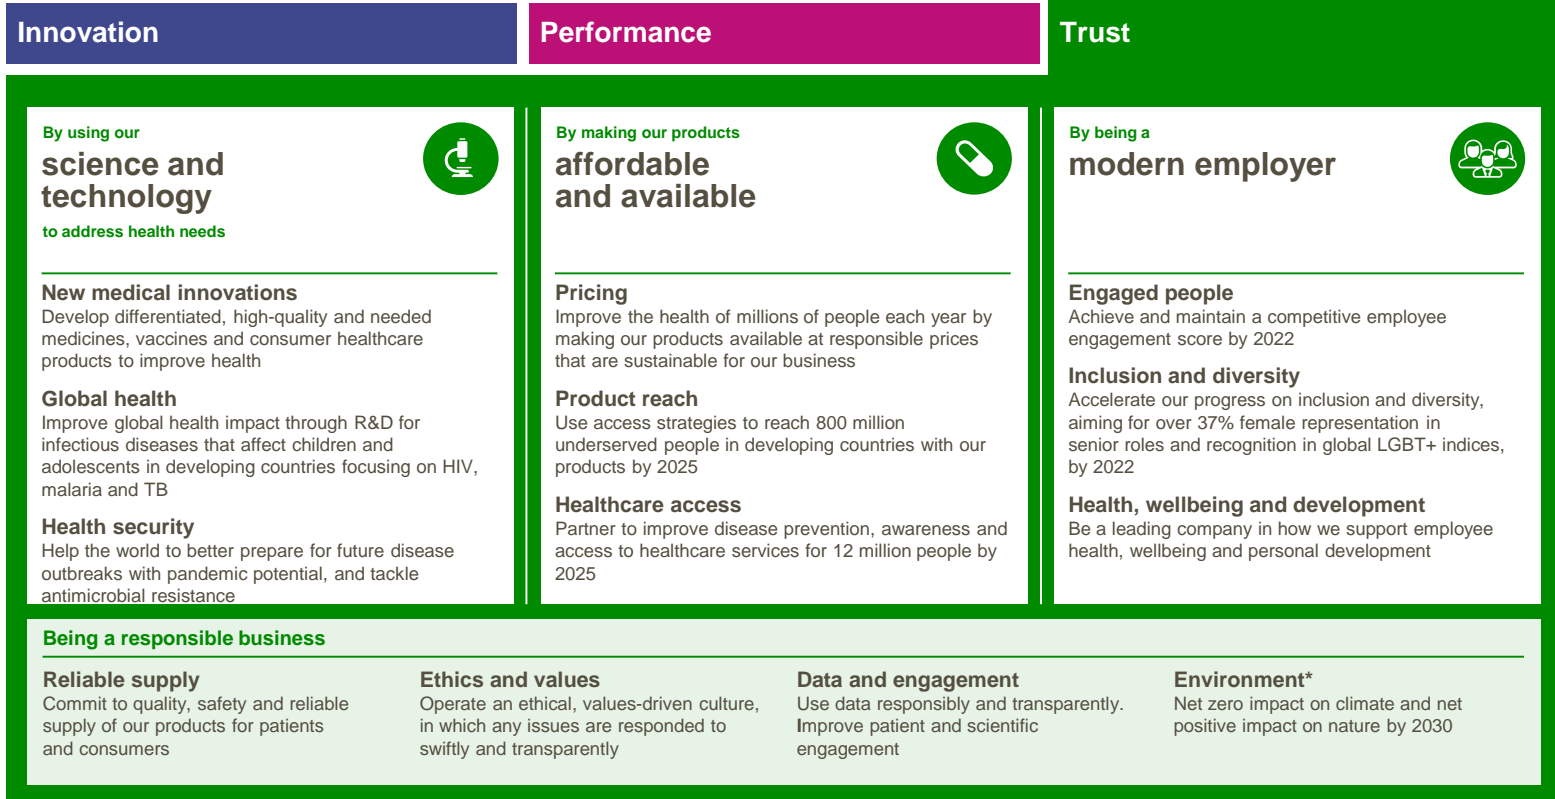 Innovation
Performance
Trust
By using our
science and
technology
to address health needs
New medical innovations
Develop differentiated, high-quality and needed
medicines, vaccines and consumer healthcare
products to improve health
Global health
Improve global health impact through R&D for
infectious diseases that affect children and
adolescents in developing countries focusing on HIV,
malaria and TB
Health security
Help the world to better prepare for future disease
outbreaks with pandemic potential, and tackle
antimicrobial resistance
By making our products
affordable
and available
Pricing
Improve the health of millions of people each year by
making our products available at responsible prices
that are sustainable for our business
Product reach
Use access strategies to reach 800 million
underserved people in developing countries with our
products by 2025
Healthcare access
Partner to improve disease prevention, awareness and
access to healthcare services for 12 million people by
2025
By being a
modern employer
Engaged people
Achieve and maintain a competitive employee
engagement score by 2022
Inclusion and diversity
Accelerate our progress on inclusion and diversity,
aiming for over 37% female representation in
senior roles and recognition in global LGBT+ indices,
by 2022
Health, wellbeing and development
Be a leading company in how we support employee
health, wellbeing and personal development
Being a responsible business
Reliable supply
Commit to quality, safety and reliable
supply of our products for patients
and consumers
Ethics and values
Operate an ethical, values-driven culture,
in which any issues are responded to
swiftly and transparently
Data and engagement
Use data responsibly and transparently.
Improve patient and scientific
engagement
Environment*
Net zero impact on climate and net
positive impact on nature by 2030